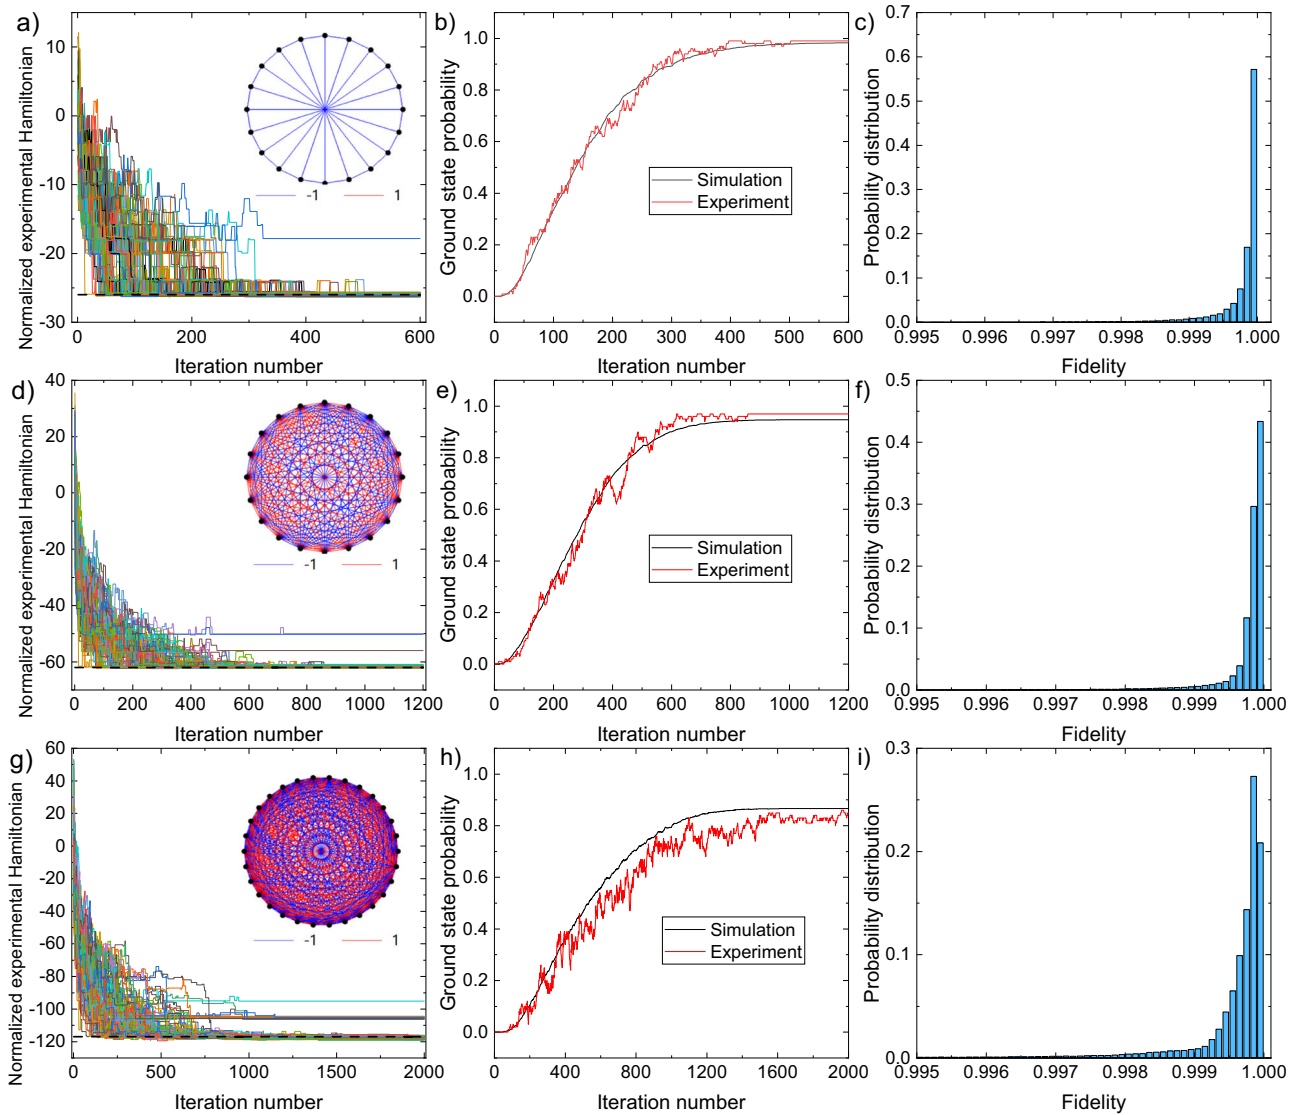 a)
Normalized experimental Hamiltonian
10
0
-10
-20
-30
0 200 400 600
Iteration number
-1 1
b)
Ground state probability
1.0
0.8
0.6
0.4
0.2
0.0
0 100 200 300 400 500 600
Iteration number
Simulation
Experiment
c)
Probability distribution
0.7
0.6
0.5
0.4
0.3
0.2
0.1
0.0
0.995 0.996 0.997 0.998 0.999 1.000
Fidelity
d)
Normalized experimental Hamiltonian
40
20
0
-20
-40
-60
0 200 400 600 800 1000 1200
Iteration number
-1 1
e)
Ground state probability
1.0
0.8
0.6
0.4
0.2
0.0
0 200 400 600 800 1000 1200
Iteration number
Simulation
Experiment
f)
Probability distribution
0.5
0.4
0.3
0.2
0.1
0.0
0.995 0.996 0.997 0.998 0.999 1.000
Fidelity
g)
Normalized experimental Hamiltonian
60
40
20
0
-20
-40
-60
-80
-100
-120
0 500 1000 1500 2000
Iteration number
-1 1
h)
Ground state probability
1.0
0.8
0.6
0.4
0.2
0.0
0 400 800 1200 1600 2000
Iteration number
Simulation
Experiment
i)
Probability distribution
0.3
0.2
0.1
0.0
0.995 0.996 0.997 0.998 0.999 1.000
Fidelity